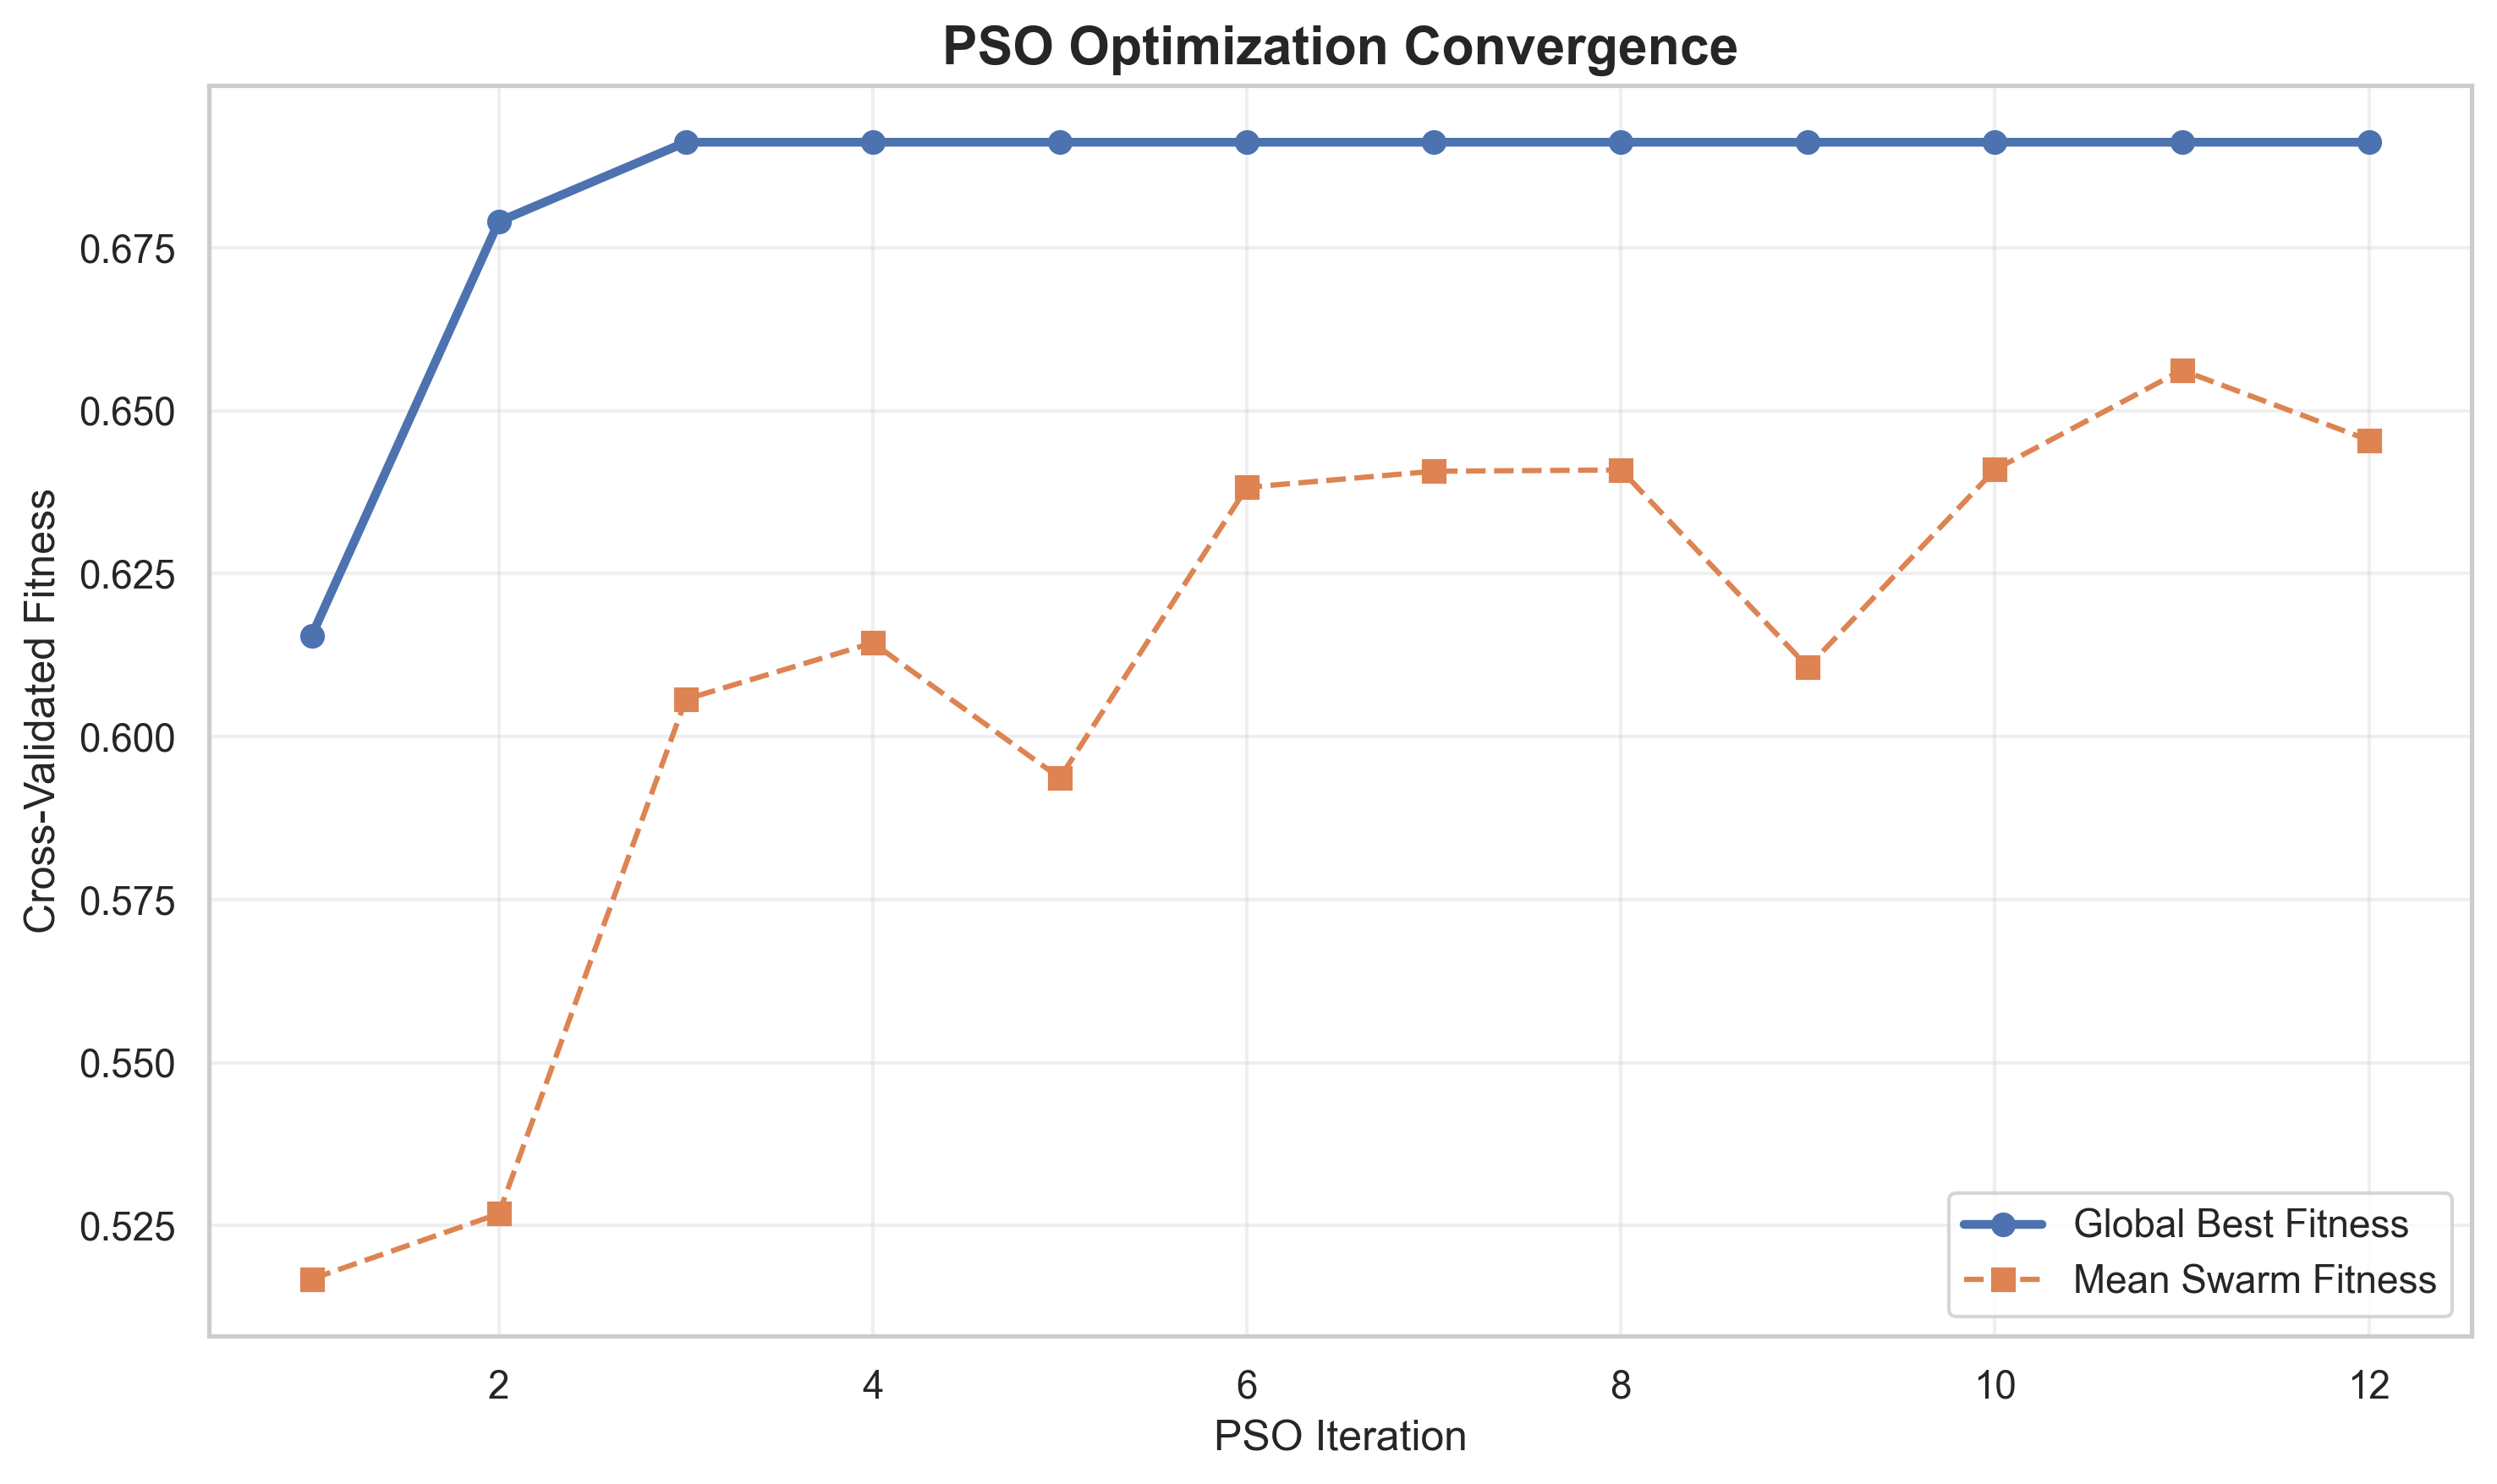 PSO Optimization Convergence
Cross-Validated Fitness
0.675
0.650
0.625
0.600
0.575
0.550
0.525
Global Best Fitness
Mean Swarm Fitness
2 4 6 8 10 12
PSO Iteration